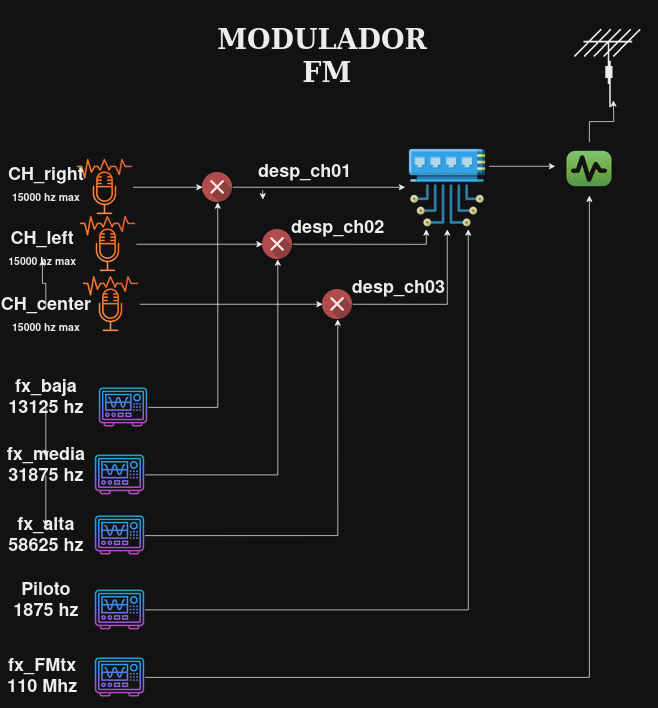 MODULADOR
FM
CH_right
15000 hz max
desp_ch01
CH_left
15000 hz max
desp_ch02
CH_center
15000 hz max
desp_ch03
fx_baja
13125 hz
fx_media
31875 hz
fx_alta
58625 hz
Piloto
1875 hz
fx_FMtx
110 Mhz